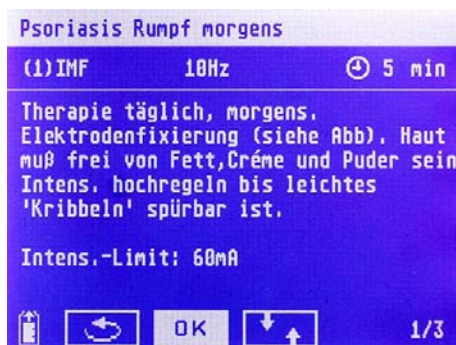 Psoriasis Rumpf morgens
(1)IMF 10Hz 5 min
Therapie täglich, morgens.
Elektrodenfixierung (siehe Abb). Haut
muß frei von Fett,Créme und Puder sein
Intens. hochregeln bis leichtes
'Kribbeln' spürbar ist.
Intens.-Limit: 60mA
OK 1/3